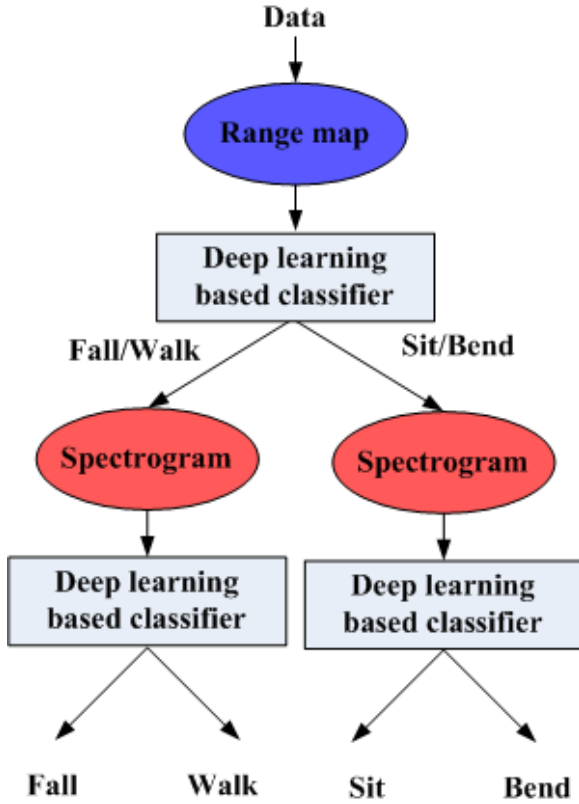 Data
Range map
Deep learning
based classifier
Fall/Walk
Sit/Bend
Spectrogram
Spectrogram
Deep learning
based classifier
Deep learning
based classifier
Fall
Walk
Sit
Bend